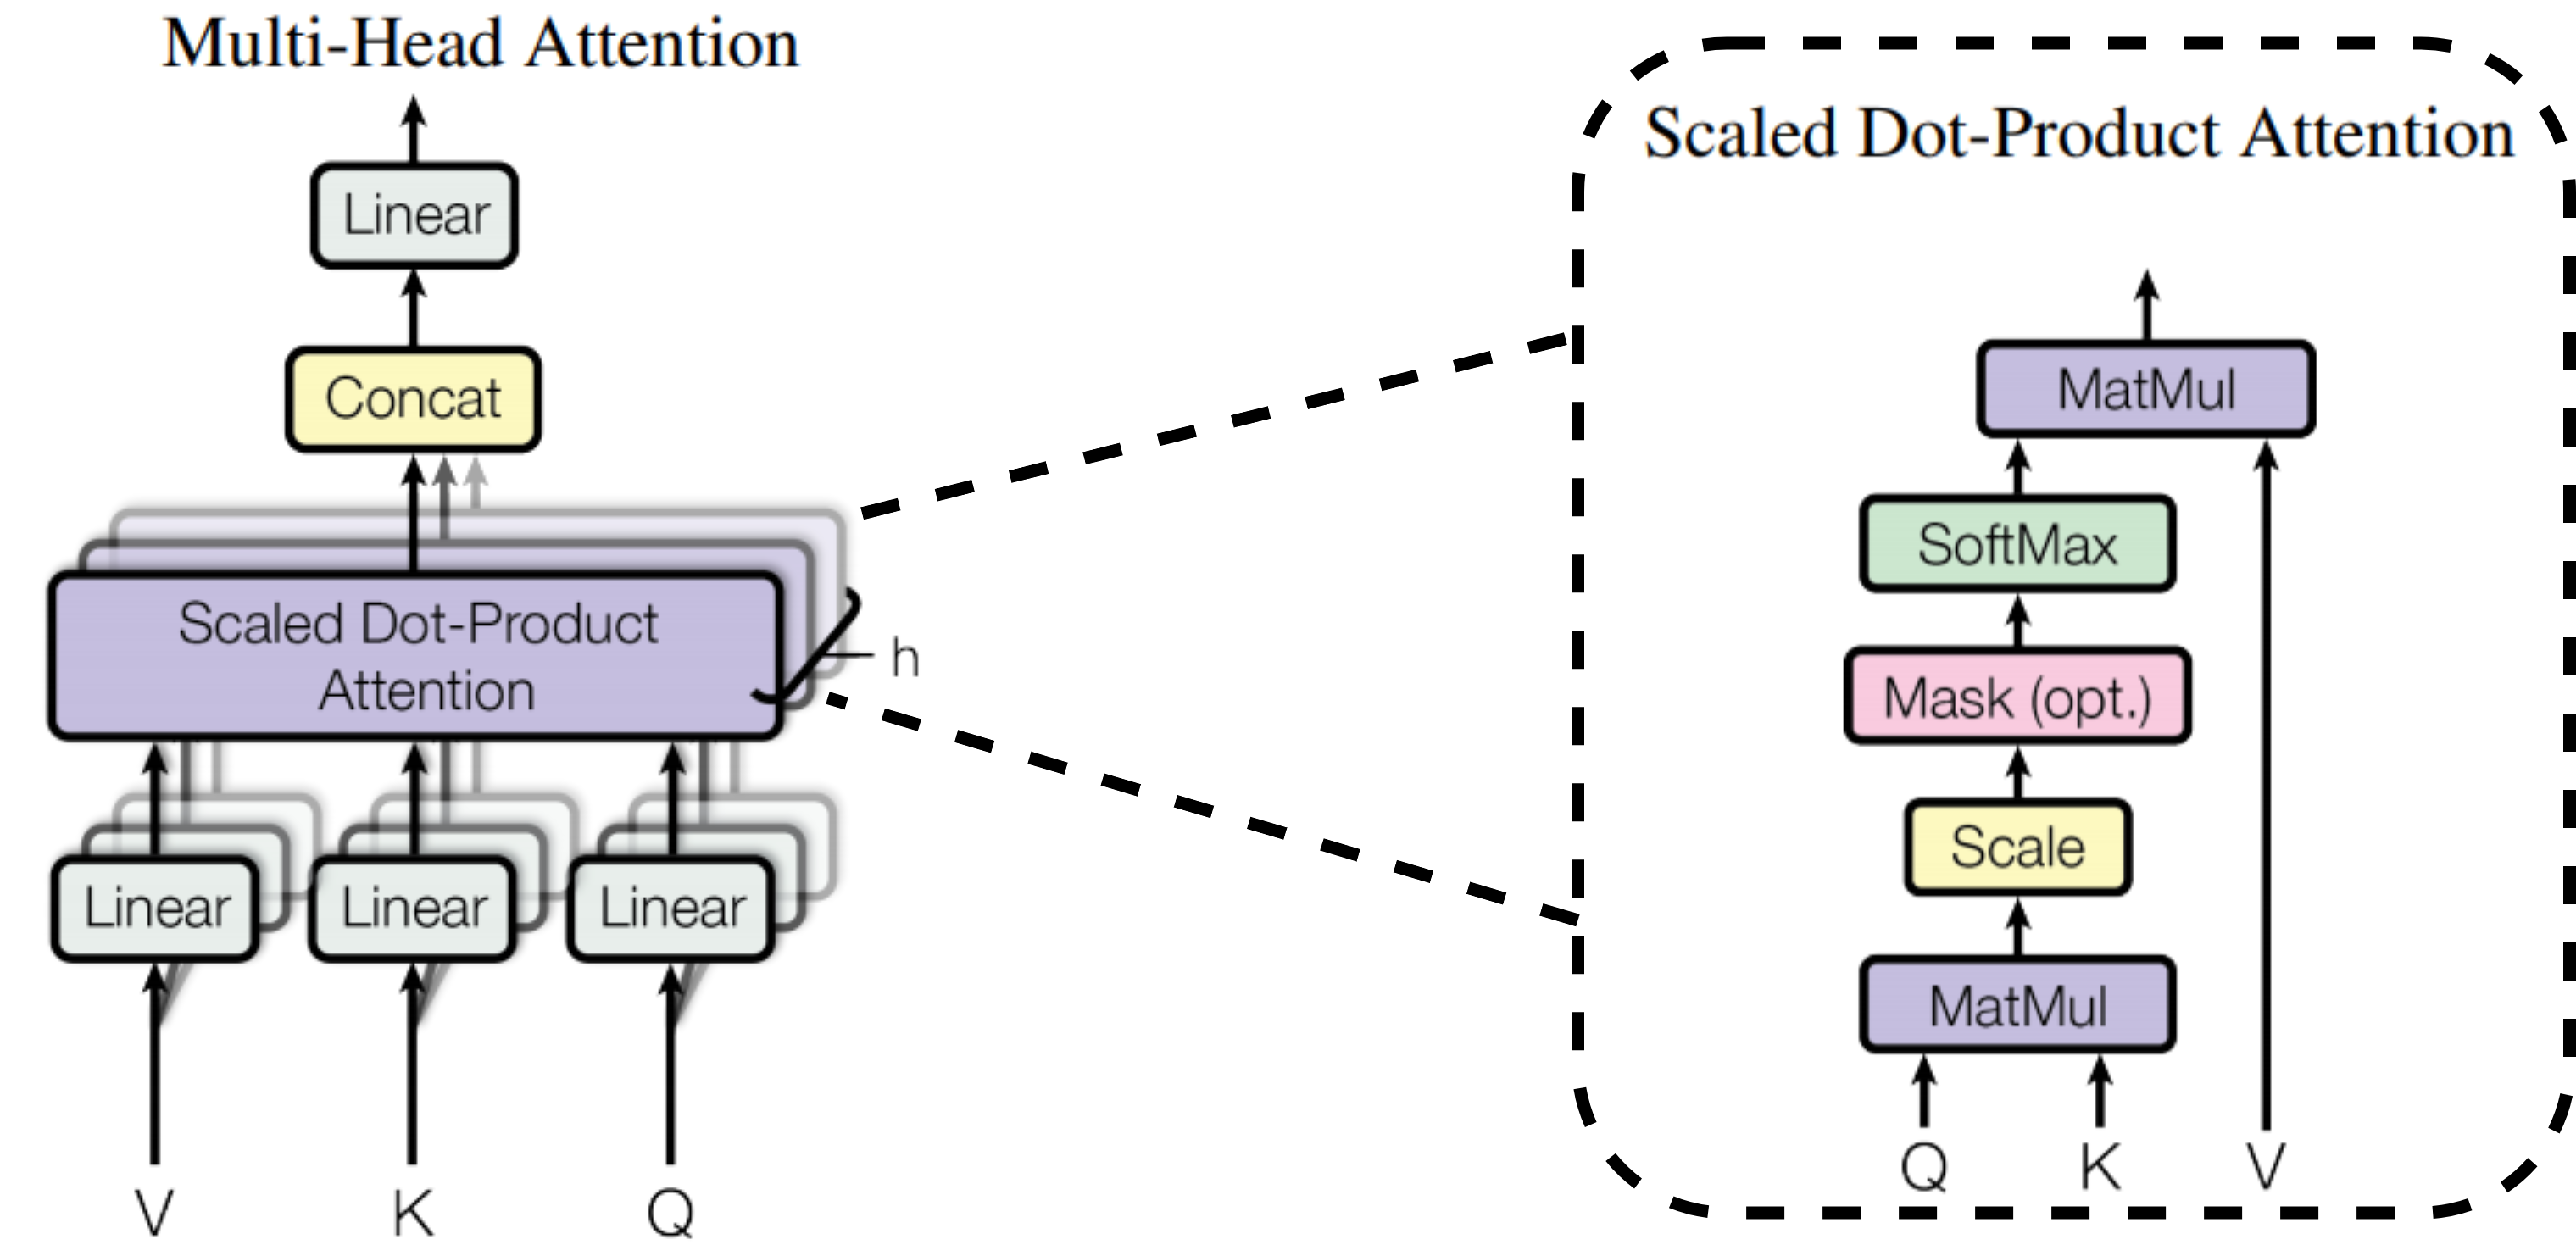 Multi-Head Attention
Linear
Concat
Scaled Dot-Product
Attention
h
Linear
Linear
Linear
V
K
Q
Scaled Dot-Product Attention
MatMul
SoftMax
Mask (opt.)
Scale
MatMul
Q
K
V